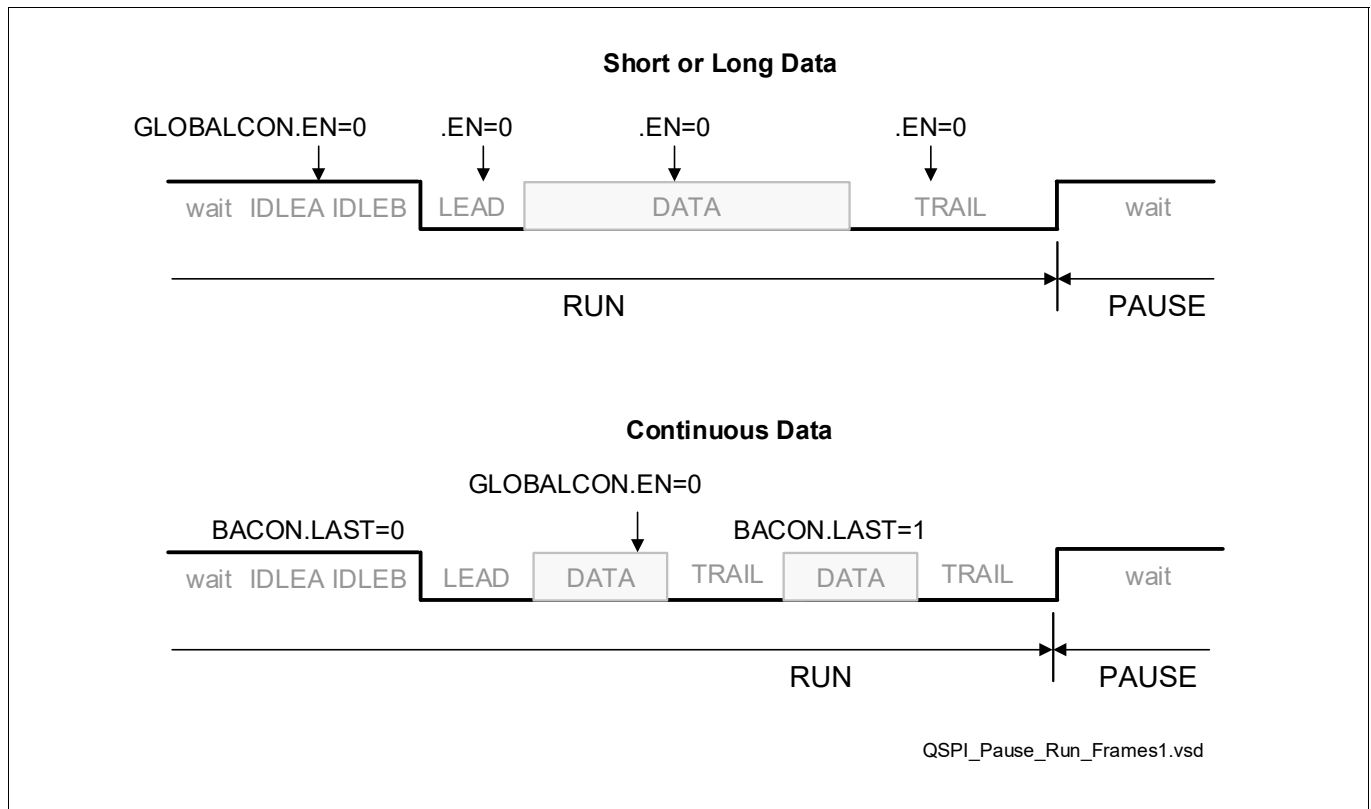 Short or Long Data
GLOBALCON.EN=0 .EN=0 .EN=0 .EN=0
wait IDLEA IDLEB LEAD DATA TRAIL wait
RUN PAUSE
Continuous Data
GLOBALCON.EN=0
BACON.LAST=0 BACON.LAST=1
wait IDLEA IDLEB LEAD DATA TRAIL DATA TRAIL wait
RUN PAUSE
QSPI_Pause_Run_Frames1.vsd